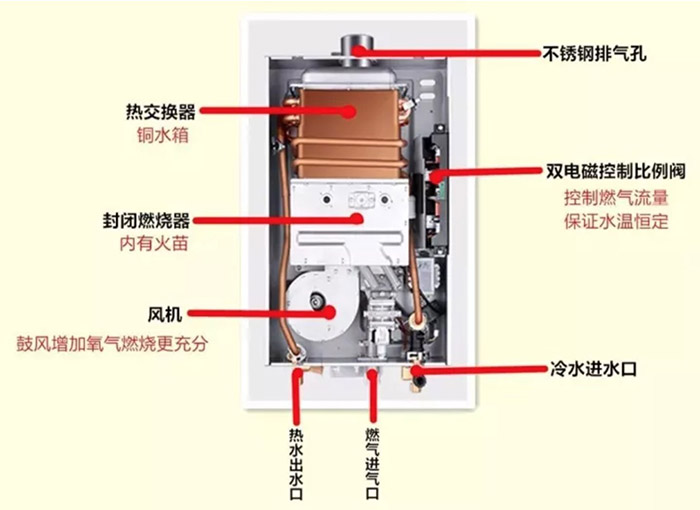 不锈钢排气孔
热交换器
铜水箱
双电磁控制比例阀
控制燃气流量
保证水温恒定
封闭燃烧器
内有火苗
风机
鼓风增加氧气燃烧更充分
冷水进水口
热水出水口
燃气进气口